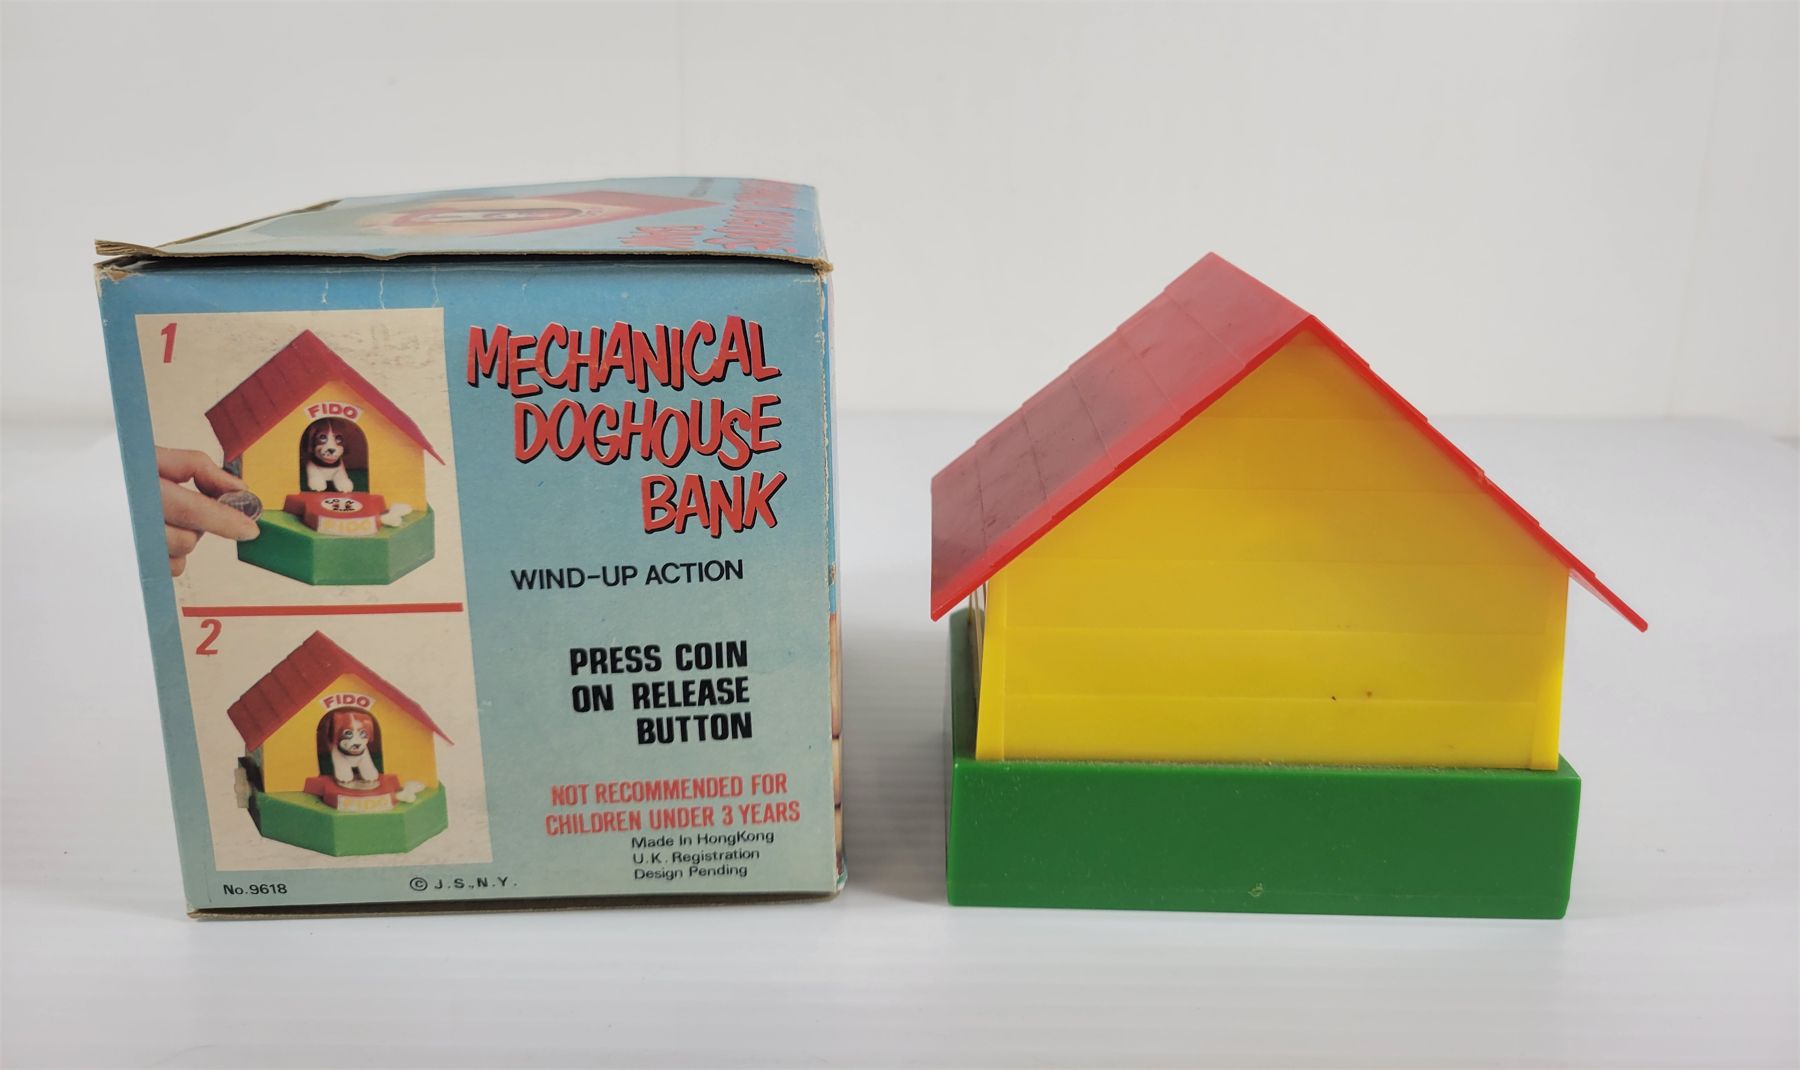 1
FIDO
FIDO
2
FIDO
FIDO
MECHANICAL
DOGHOUSE
BANK
WIND-UP ACTION
PRESS COIN
ON RELEASE
BUTTON
NOT RECOMMENDED FOR
CHILDREN UNDER 3 YEARS
Made In HongKong
U.K. Registration
Design Pending
No.9618
© J.S.,N.Y.